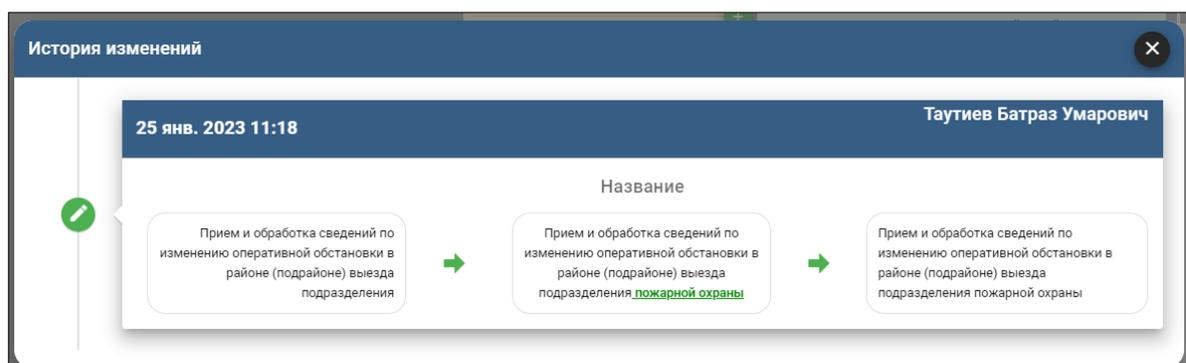 История изменений
25 янв. 2023 11:18
Таутиев Батраз Умарович
Название
Прием и обработка сведений по
изменению оперативной обстановки в
районе (подрайоне) выезда
подразделения
Прием и обработка сведений по
изменению оперативной обстановки в
районе (подрайоне) выезда
подразделения пожарной охраны
Прием и обработка сведений по
изменению оперативной обстановки в
районе (подрайоне) выезда
подразделения пожарной охраны